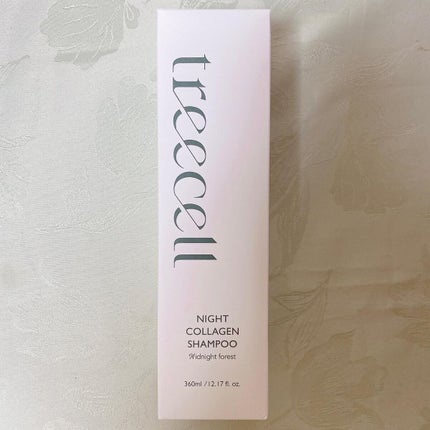 treecell
NIGHT
COLLAGEN
SHAMPOO
Midnight forest
360ml / 12.17 fl. oz.